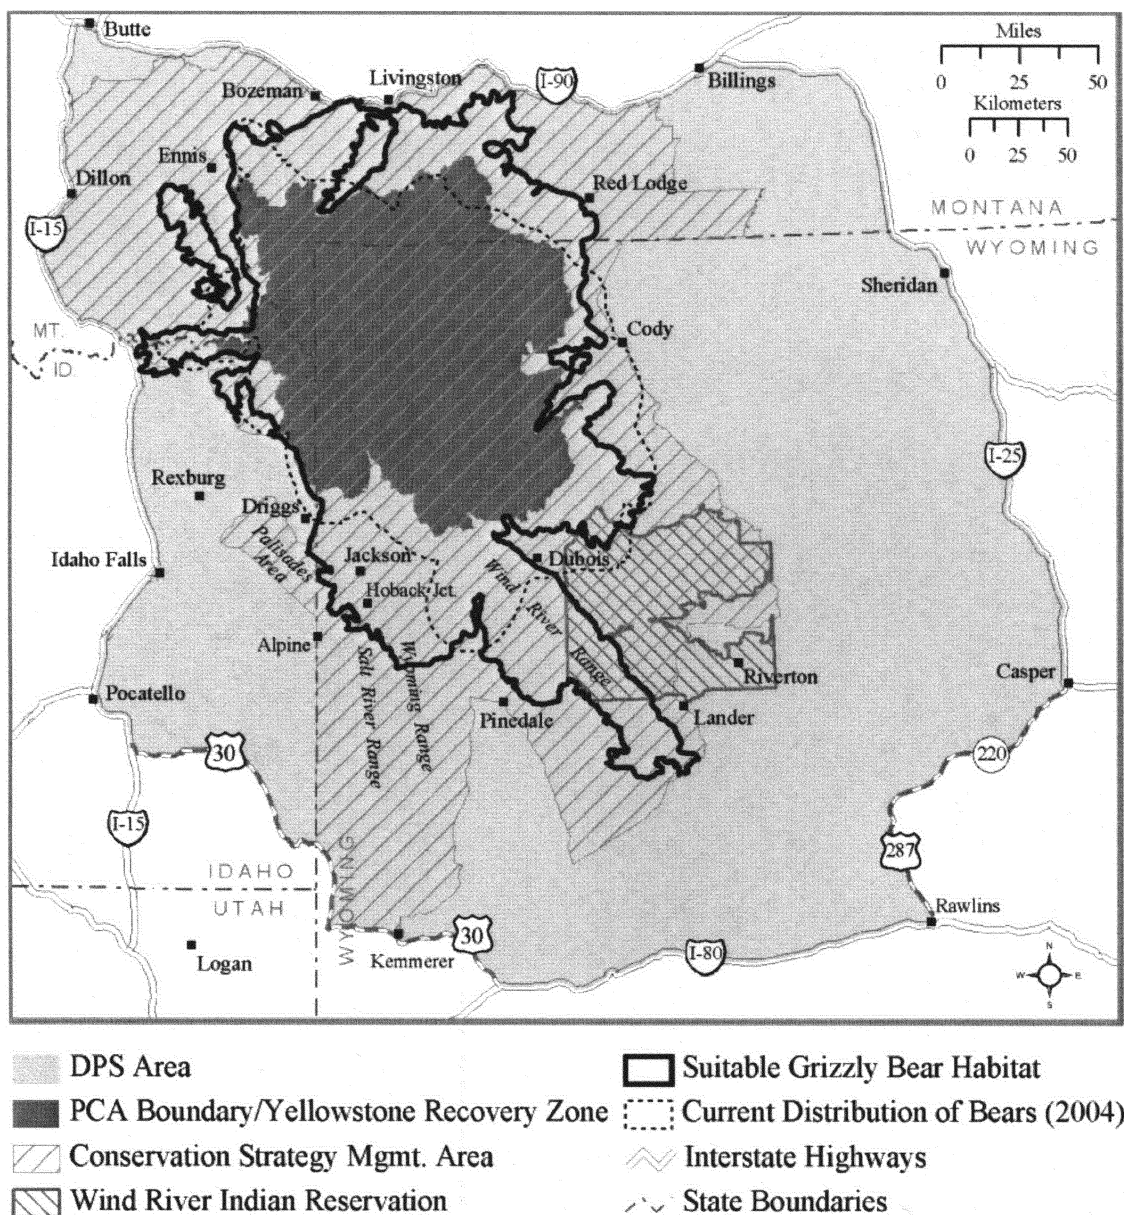 Butte
Miles
0 25 50
Kilometers
0 25 50
Livingston
I-90
Billings
Bozeman
Ennis
Dillon
Red Lodge
I-15
MONTANA
WYOMING
Sheridan
Cody
MT.
ID.
I-25
Rexburg
Driggs
Palisades
Area
Idaho Falls
Jackson
Hoback Jct.
Dubois
Wind River Range
Alpine
Salt River Range
Wyoming Range
Riverton
Casper
Pocatello
Pinedale
Lander
30
220
I-15
287
IDAHO
UTAH
WYOMING
Rawlins
30
Kemmerer
I-80
Logan
N
W E
S
DPS Area
Suitable Grizzly Bear Habitat
PCA Boundary/Yellowstone Recovery Zone
Current Distribution of Bears (2004)
Conservation Strategy Mgmt. Area
Interstate Highways
Wind River Indian Reservation
State Boundaries